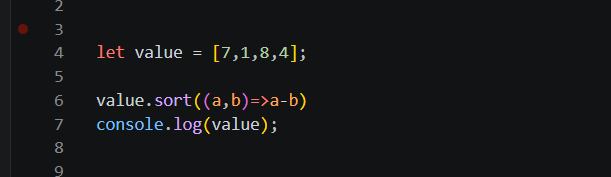 2
3
4 let value = [7,1,8,4];
5
6 value.sort((a,b)=>a-b)
7 console.log(value);
8
9